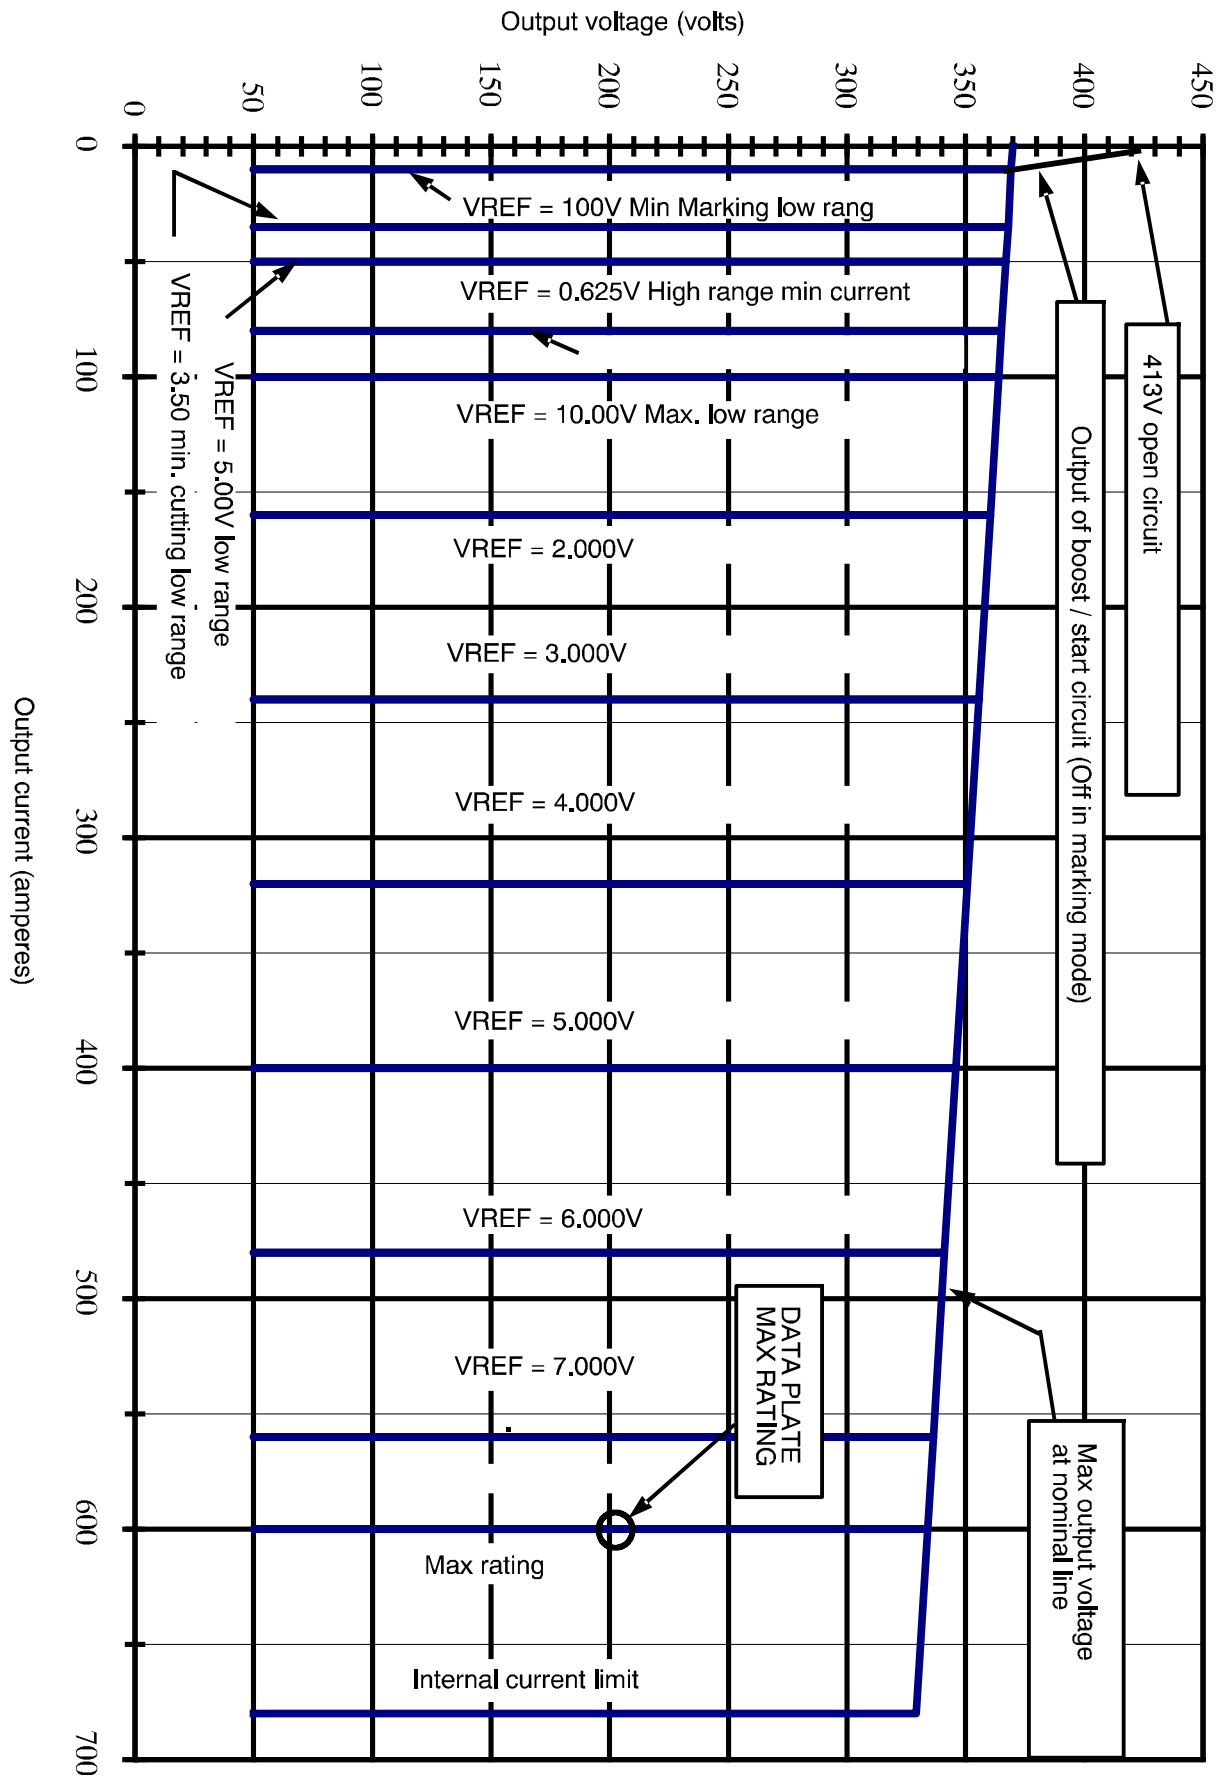 Output voltage (volts)
0
50
100
150
200
250
300
350
400
450
0
100
200
300
400
500
600
700
Output current (amperes)
VREF = 100V Min Marking low rang
VREF = 0.625V High range min current
VREF = 10.00V Max. low range
VREF = 2.000V
VREF = 3.000V
VREF = 4.000V
VREF = 5.000V
VREF = 6.000V
VREF = 7.000V
Max rating
Internal current limit
VREF = 3.50 min. cutting low range
VREF = 5.00V low range
413V open circuit
Output of boost / start circuit (Off in marking mode)
DATA PLATE
MAX RATING
Max output voltage
at nominal line